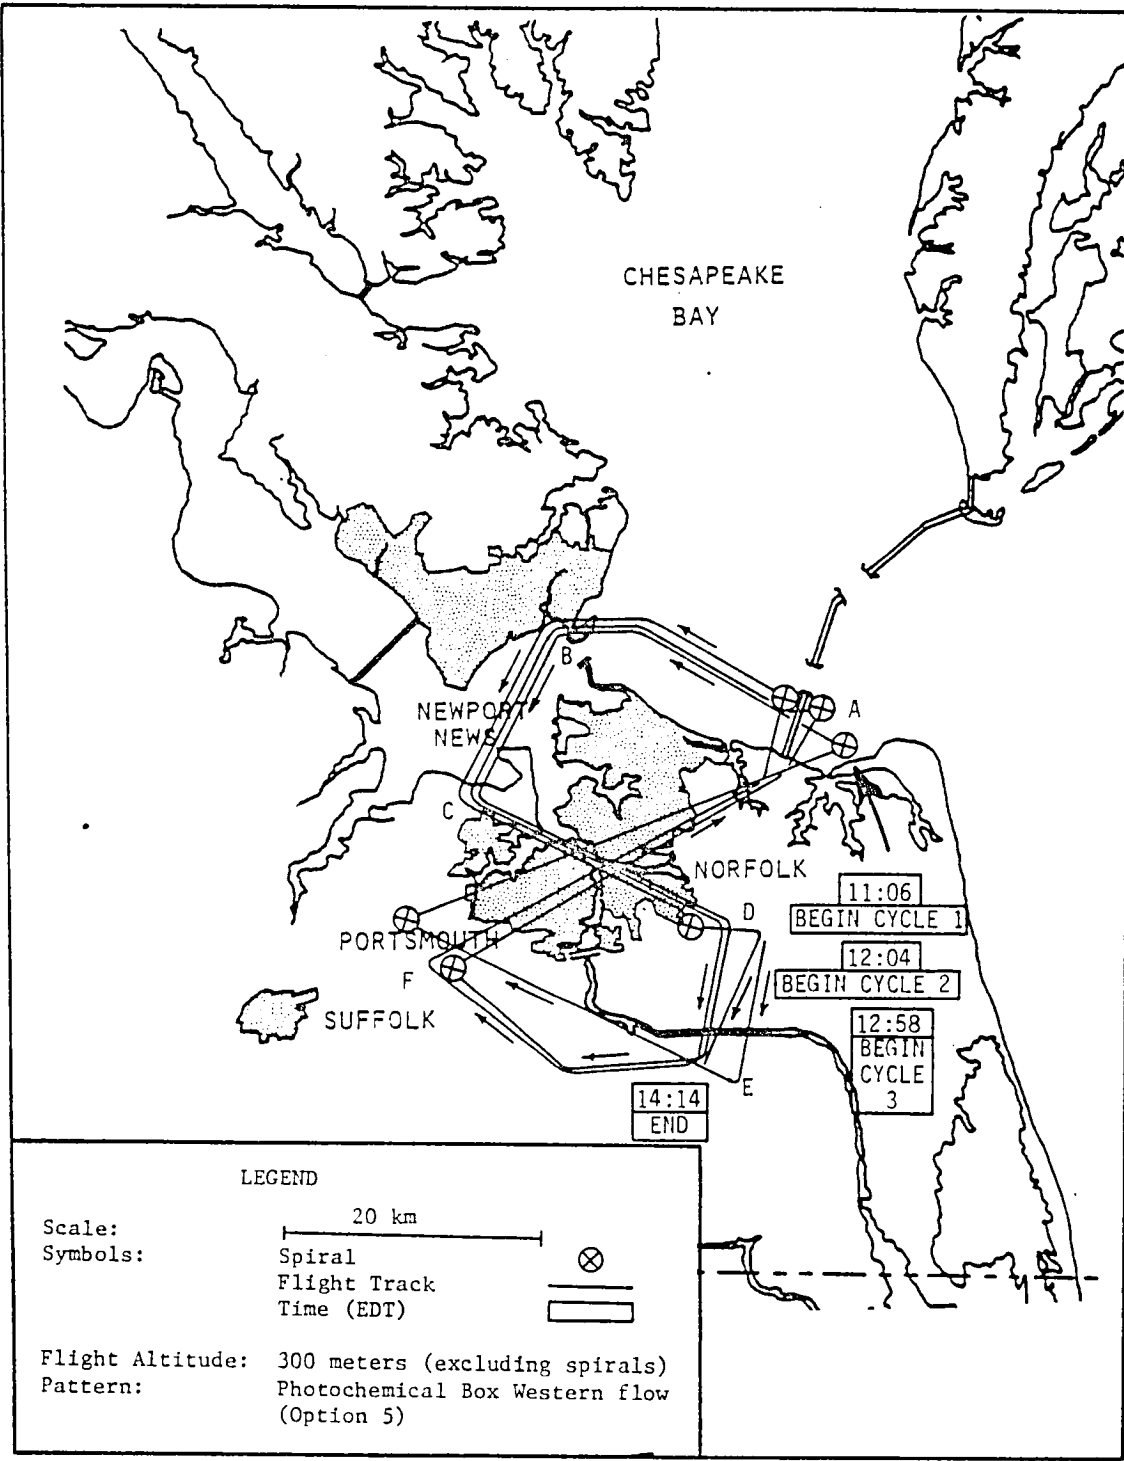 CHESAPEAKE
BAY
B
A
NEWPORT
NEWS
C
NORFOLK
D
PORTSMOUTH
F
SUFFOLK
E
11:06
BEGIN CYCLE 1
12:04
BEGIN CYCLE 2
12:58
BEGIN
CYCLE
3
14:14
END
LEGEND
Scale: 20 km
Symbols: Spiral
Flight Track
Time (EDT)
Flight Altitude: 300 meters (excluding spirals)
Pattern: Photochemical Box Western flow
(Option 5)